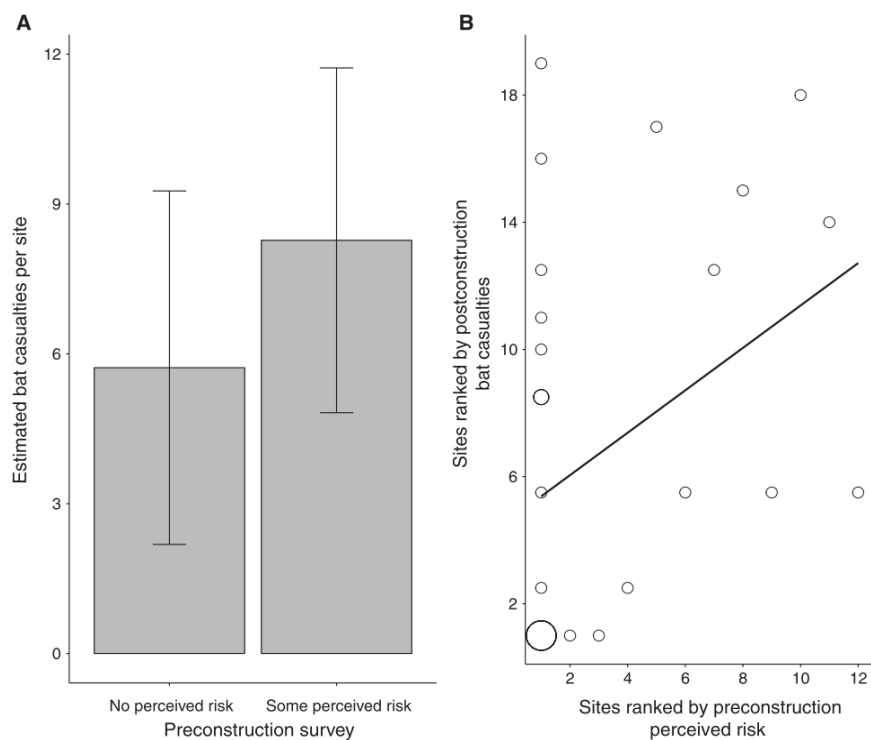 A
12
9
6
3
0
Estimated bat casualties per site
No perceived risk
Some perceived risk
Preconstruction survey
B
18
14
10
6
2
Sites ranked by postconstruction
bat casualties
2 4 6 8 10 12
Sites ranked by preconstruction
perceived risk